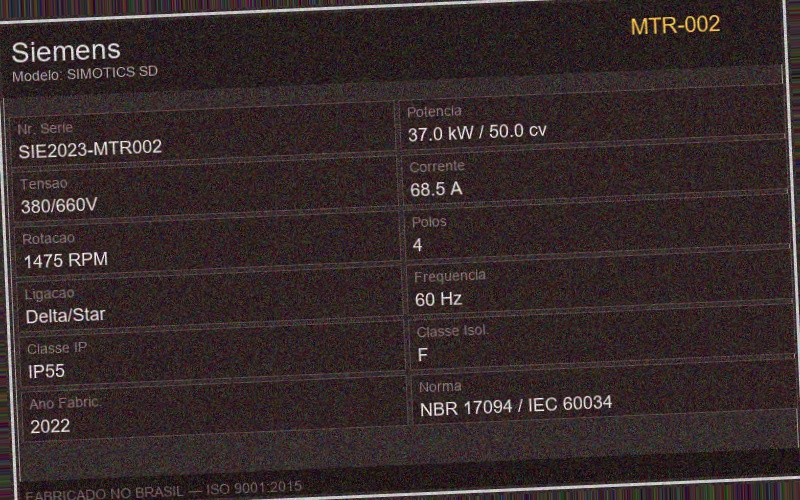 Siemens
MTR-002
Modelo: SIMOTICS SD
Nr. Serie
SIE2023-MTR002
Potencia
37.0 kW / 50.0 cv
Tensao
380/660V
Corrente
68.5 A
Rotacao
1475 RPM
Polos
4
Ligacao
Delta/Star
Frequencia
60 Hz
Classe IP
IP55
Classe Isol.
F
Ano Fabric.
2022
Norma
NBR 17094 / IEC 60034
FABRICADO NO BRASIL — ISO 9001:2015